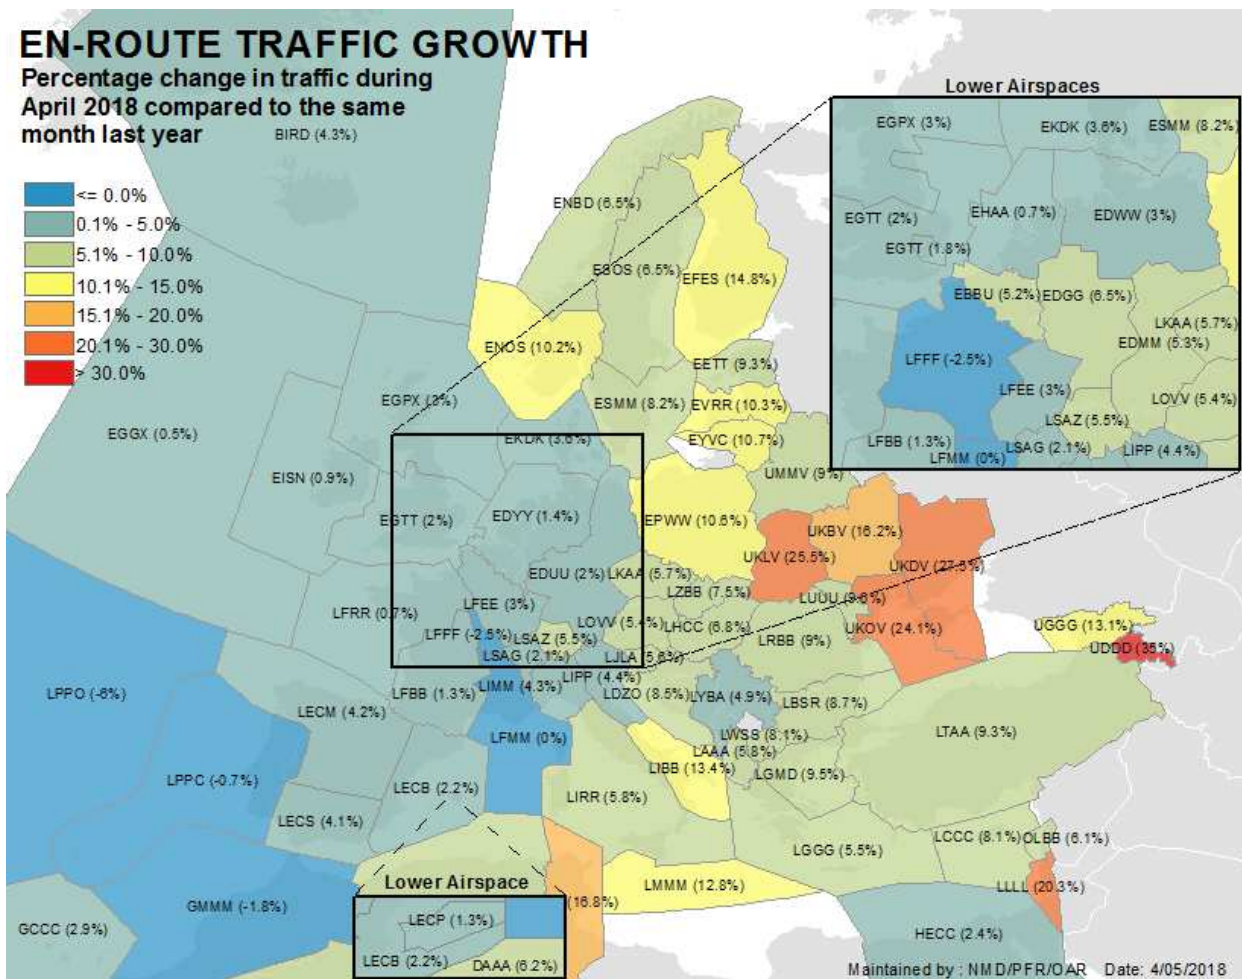 EN-ROUTE TRAFFIC GROWTH
Percentage change in traffic during
April 2018 compared to the same
month last year
<= 0.0%
0.1% - 5.0%
5.1% - 10.0%
10.1% - 15.0%
15.1% - 20.0%
20.1% - 30.0%
> 30.0%
BIRD (4.3%)
Lower Airspaces
EGPX (3%)
EKDK (3.6%)
ESMM (8.2%)
EGTT (2%)
EHAA (0.7%)
EDWW (3%)
EGTT (1.8%)
EBBU (5.2%)
EDGG (6.5%)
LKAA (5.7%)
EDMM (5.3%)
LFFF (-2.5%)
LFEE (3%)
LOVV (5.4%)
LSAZ (5.5%)
LFBB (1.3%)
LSAG (2.1%)
LIPP (4.4%)
LFMM (0%)
ENBD (6.5%)
ESOS (6.5%)
EFES (14.8%)
ENOS (10.2%)
EETT (9.3%)
EGPX (3%)
ESMM (8.2%)
EVRR (10.3%)
EGGX (0.5%)
EKDK (3.6%)
EYVC (10.7%)
EISN (0.9%)
UMMV (9%)
EGTT (2%)
EDYY (1.4%)
EPWW (10.6%)
UKBV (16.2%)
UKLV (25.5%)
UKDV (27.5%)
EDUU (2%)
LKAA (5.7%)
LZBB (7.5%)
LUUU (9.6%)
LFRR (0.7%)
LFEE (3%)
LOVV (5.4%)
LHCC (6.8%)
UKOV (24.1%)
UGGG (13.1%)
LFFF (-2.5%)
LSAZ (5.5%)
LRBB (9%)
UDDD (35%)
LSAG (2.1%)
LJLA (5.6%)
LIPP (4.4%)
LPPO (-6%)
LFBB (1.3%)
LIMM (4.3%)
LDZO (8.5%)
LYBA (4.9%)
LBSR (8.7%)
LECM (4.2%)
LFMM (0%)
LWSS (8.1%)
LTAA (9.3%)
LAAA (5.8%)
LIBB (13.4%)
LGMD (9.5%)
LPPC (-0.7%)
LECB (2.2%)
LIRR (5.8%)
LECS (4.1%)
LGGG (5.5%)
LCCC (8.1%)
OLBB (6.1%)
Lower Airspace
LMMM (12.8%)
LLLL (20.3%)
GMMM (-1.8%)
(16.8%)
LECP (1.3%)
GCCC (2.9%)
HECC (2.4%)
LECB (2.2%)
DAAA (6.2%)
Maintained by : NMD/PFR/OAR Date: 4/05/2018